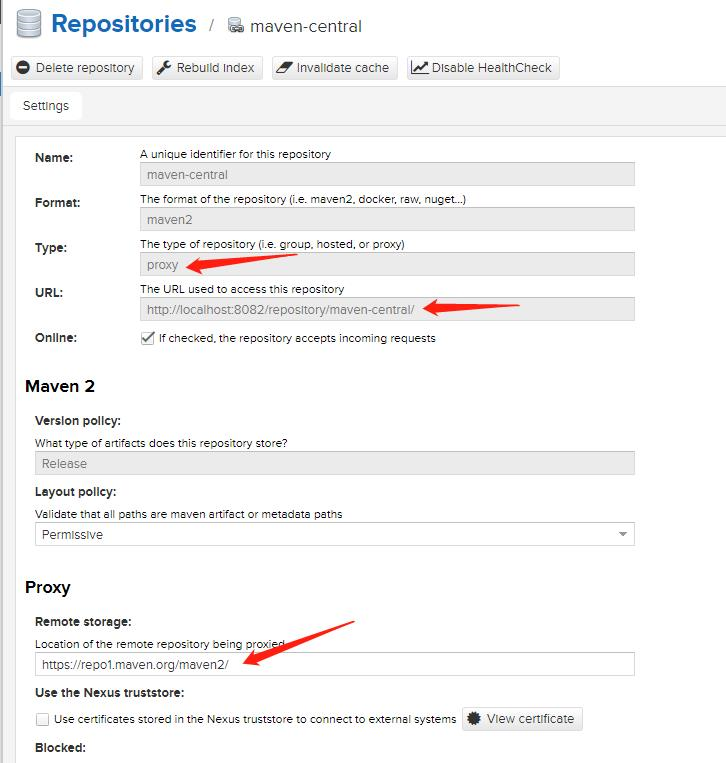 Repositories / maven-central
Delete repository Rebuild index Invalidate cache Disable HealthCheck
Settings
Name:
A unique identifier for this repository
maven-central
Format:
The format of the repository (i.e. maven2, docker, raw, nuget...)
maven2
Type:
The type of repository (i.e. group, hosted, or proxy)
proxy
URL:
The URL used to access this repository
http://localhost:8082/repository/maven-central/
Online:
If checked, the repository accepts incoming requests
Maven 2
Version policy:
What type of artifacts does this repository store?
Release
Layout policy:
Validate that all paths are maven artifact or metadata paths
Permissive
Proxy
Remote storage:
Location of the remote repository being proxied
https://repo1.maven.org/maven2/
Use the Nexus truststore:
Use certificates stored in the Nexus truststore to connect to external systems View certificate
Blocked: